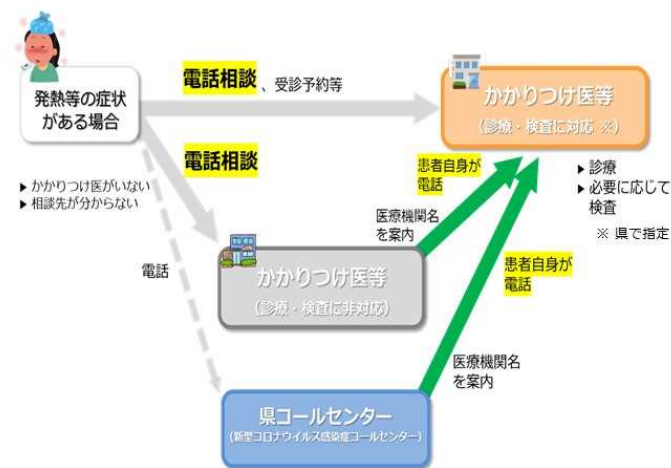 発熱等の症状
がある場合
電話相談、受診予約等
かかりつけ医等
(診療・検査に対応 ※)
電話相談
▶ かかりつけ医がいない
▶ 相談先が分からない
患者自身が
電話
▶ 診療
▶ 必要に応じて
検査
※ 県で指定
医療機関名
を案内
電話
かかりつけ医等
(診療・検査に非対応)
患者自身が
電話
医療機関名
を案内
県コールセンター
(新型コロナウイルス感染症コールセンター)